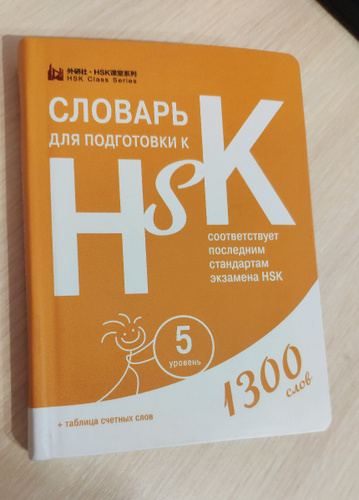 外研社·HSK课堂系列
HSK Class Series
СЛОВАРЬ
ДЛЯ ПОДГОТОВКИ К
HSK
соответствует
последним
стандартам
экзамена HSK
5
уровень
1300
слов
+ таблица счетных слов